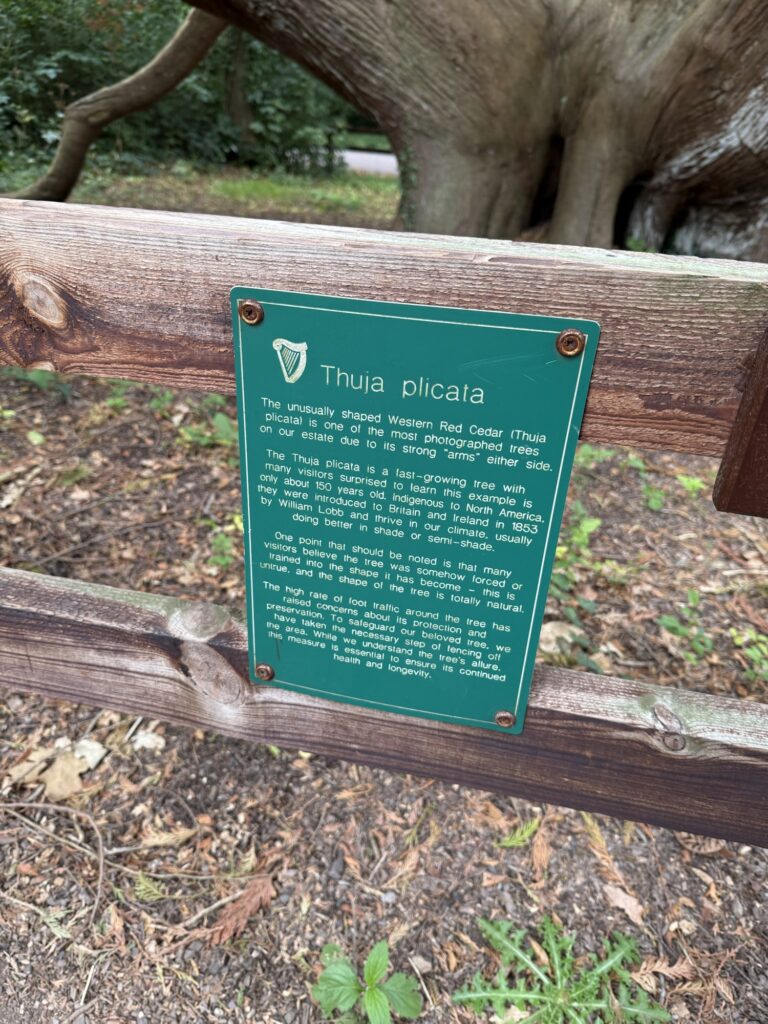 Thuja plicata
The unusually shaped Western Red Cedar (Thuja
plicata) is one of the most photographed trees
on our estate due to its strong "arms" either side.
The Thuja plicata is a fast-growing tree with
many visitors surprised to learn this example is
only about 150 years old. Indigenous to North America,
they were introduced to Britain and Ireland in 1853
by William Lobb and thrive in our climate, usually
doing better in shade or semi-shade.
One point that should be noted is that many
visitors believe the tree was somehow forced or
trained into the shape it has become - this is
untrue, and the shape of the tree is totally natural.
The high rate of foot traffic around the tree has
raised concerns about its protection and
preservation. To safeguard our beloved tree, we
have taken the necessary step of fencing off
the area. While we understand the tree's allure,
this measure is essential to ensure its continued
health and longevity.